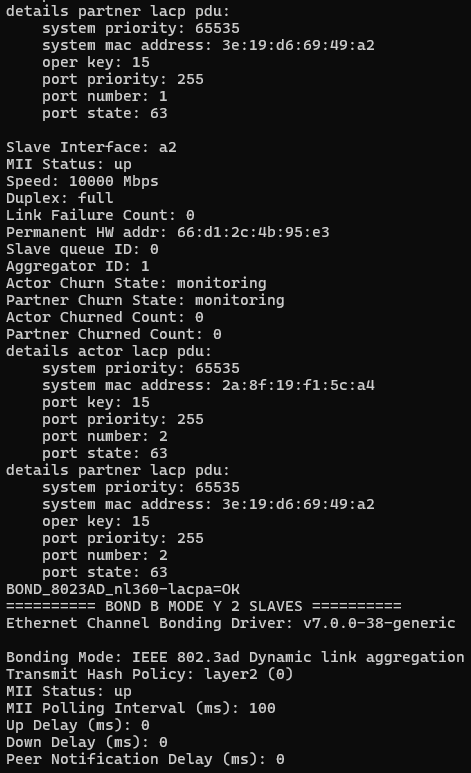 details partner lacp pdu:
    system priority: 65535
    system mac address: 3e:19:d6:69:49:a2
    oper key: 15
    port priority: 255
    port number: 1
    port state: 63

Slave Interface: a2
MII Status: up
Speed: 10000 Mbps
Duplex: full
Link Failure Count: 0
Permanent HW addr: 66:d1:2c:4b:95:e3
Slave queue ID: 0
Aggregator ID: 1
Actor Churn State: monitoring
Partner Churn State: monitoring
Actor Churned Count: 0
Partner Churned Count: 0
details actor lacp pdu:
    system priority: 65535
    system mac address: 2a:8f:19:f1:5c:a4
    port key: 15
    port priority: 255
    port number: 2
    port state: 63
details partner lacp pdu:
    system priority: 65535
    system mac address: 3e:19:d6:69:49:a2
    oper key: 15
    port priority: 255
    port number: 2
    port state: 63
BOND_8023AD_nl360-lacpa=OK
========== BOND B MODE Y 2 SLAVES ==========
Ethernet Channel Bonding Driver: v7.0.0-38-generic

Bonding Mode: IEEE 802.3ad Dynamic link aggregation
Transmit Hash Policy: layer2 (0)
MII Status: up
MII Polling Interval (ms): 100
Up Delay (ms): 0
Down Delay (ms): 0
Peer Notification Delay (ms): 0